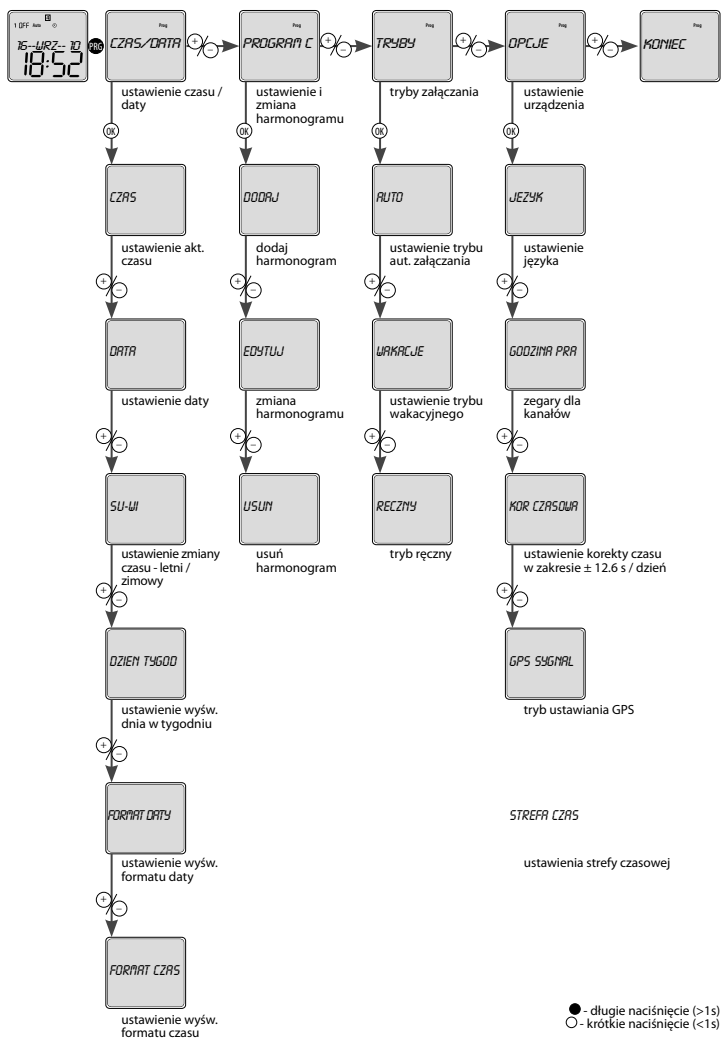 1 OFF Auto
16--WRZ-- 10
18:52
PRG
Prog
CZAS/DATA
+/-
Prog
PROGRAM C
+/-
Prog
TRYBY
+/-
Prog
OPCJE
+/-
Prog
KONIEC
ustawienie czasu /
daty
ustawienie i
zmiana
harmonogramu
tryby załączania
ustawienie
urządzenia
OK
OK
OK
OK
CZAS
DODAJ
AUTO
JEZYK
ustawienie akt.
czasu
dodaj
harmonogram
ustawienie trybu
aut. załączania
ustawienie
języka
+/-
+/-
+/-
+/-
DATA
EDYTUJ
WAKACJE
GODZINA PRA
ustawienie daty
zmiana
harmonogramu
ustawienie trybu
wakacyjnego
zegary dla
kanałów
+/-
+/-
+/-
+/-
SU-WI
USUN
RECZNY
KOR CZASOWA
ustawienie zmiany
czasu - letni /
zimowy
usuń
harmonogram
tryb ręczny
ustawienie korekty czasu
w zakresie ± 12.6 s / dzień
+/-
+/-
DZIEN TYGOD
GPS SYGNAL
ustawienie wyśw.
dnia w tygodniu
tryb ustawiania GPS
+/-
FORMAT DATY
STREFA CZAS
ustawienie wyśw.
formatu daty
ustawienia strefy czasowej
+/-
FORMAT CZAS
ustawienie wyśw.
formatu czasu
- długie naciśnięcie (>1s)
- krótkie naciśnięcie (<1s)